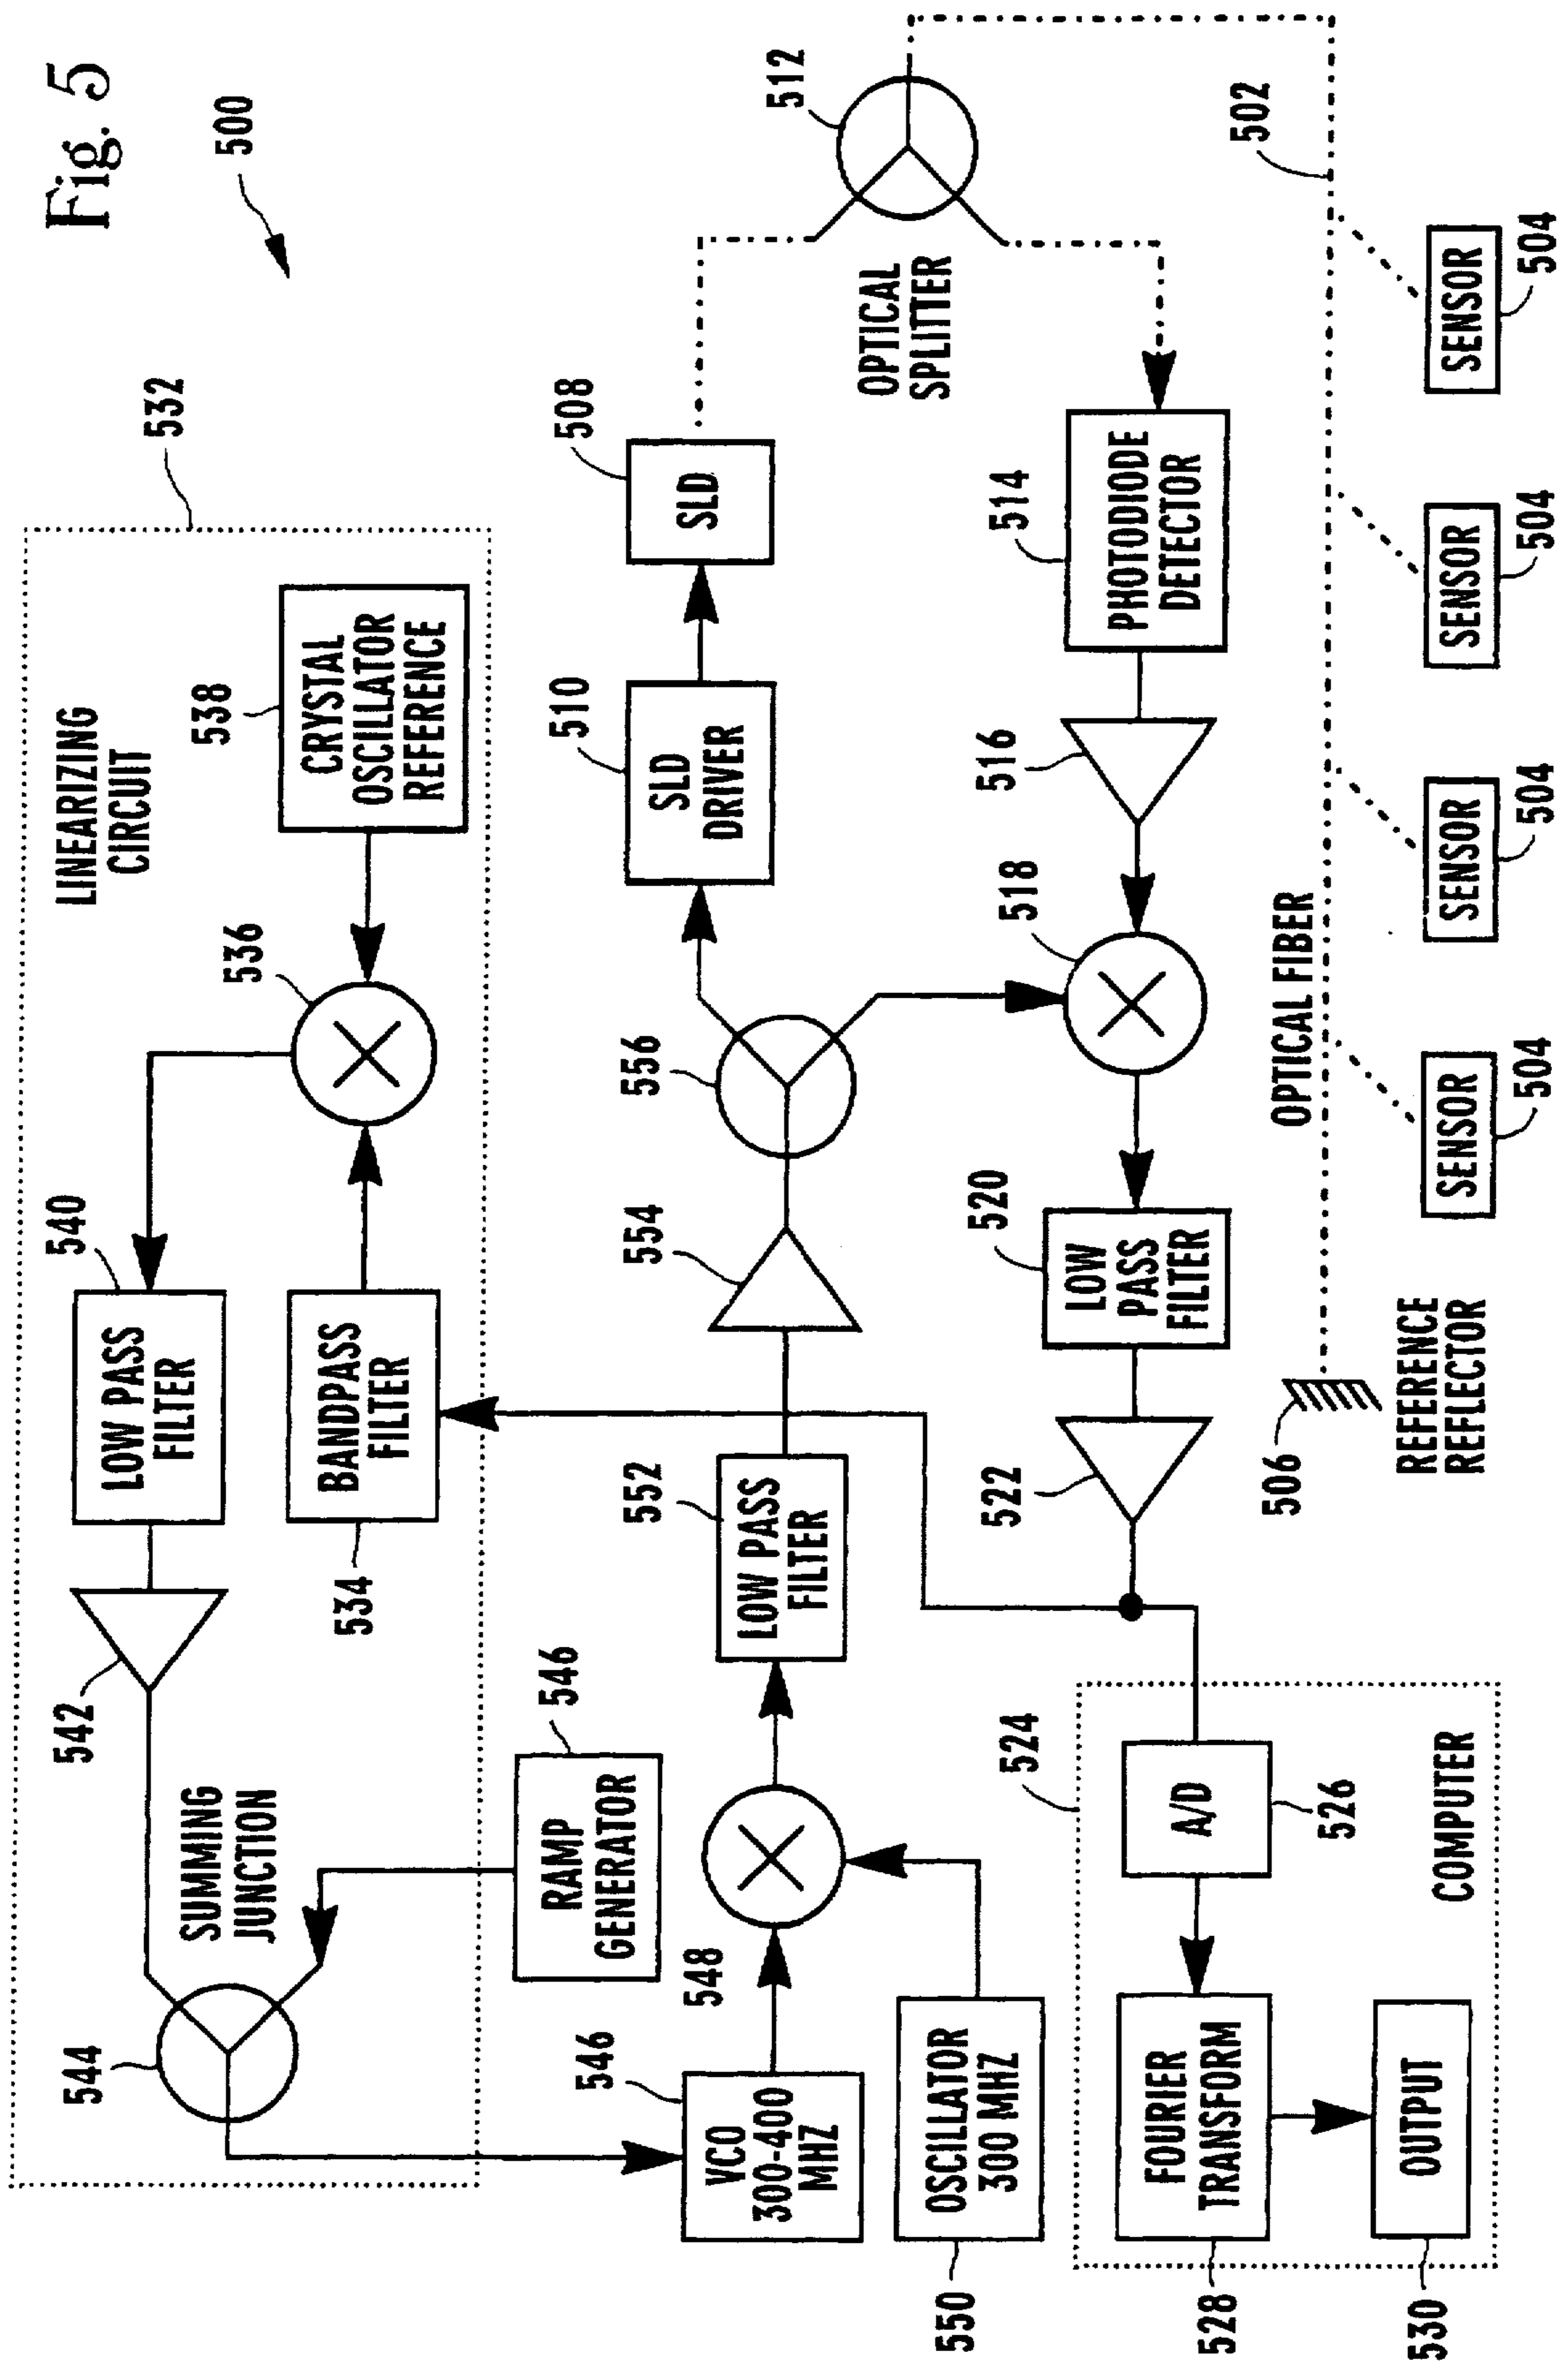 Fig. 5
500
532
LINEARIZING
CIRCUIT
538
CRYSTAL
OSCILLATOR
REFERENCE
536
540
LOW PASS
FILTER
BANDPASS
FILTER
534
542
SUMMING
JUNCTION
544
546
RAMP
GENERATOR
546
VCO
300-400
MHZ
548
OSCILLATOR
300 MHZ
550
552
LOW PASS
FILTER
554
556
510
SLD
DRIVER
508
SLD
512
OPTICAL
SPLITTER
514
PHOTODIODE
DETECTOR
516
518
520
LOW
PASS
FILTER
522
524
A/D
526
COMPUTER
FOURIER
TRANSFORM
528
OUTPUT
530
502
OPTICAL FIBER
506
REFERENCE
REFLECTOR
SENSOR
504
SENSOR
504
SENSOR
504
SENSOR
504